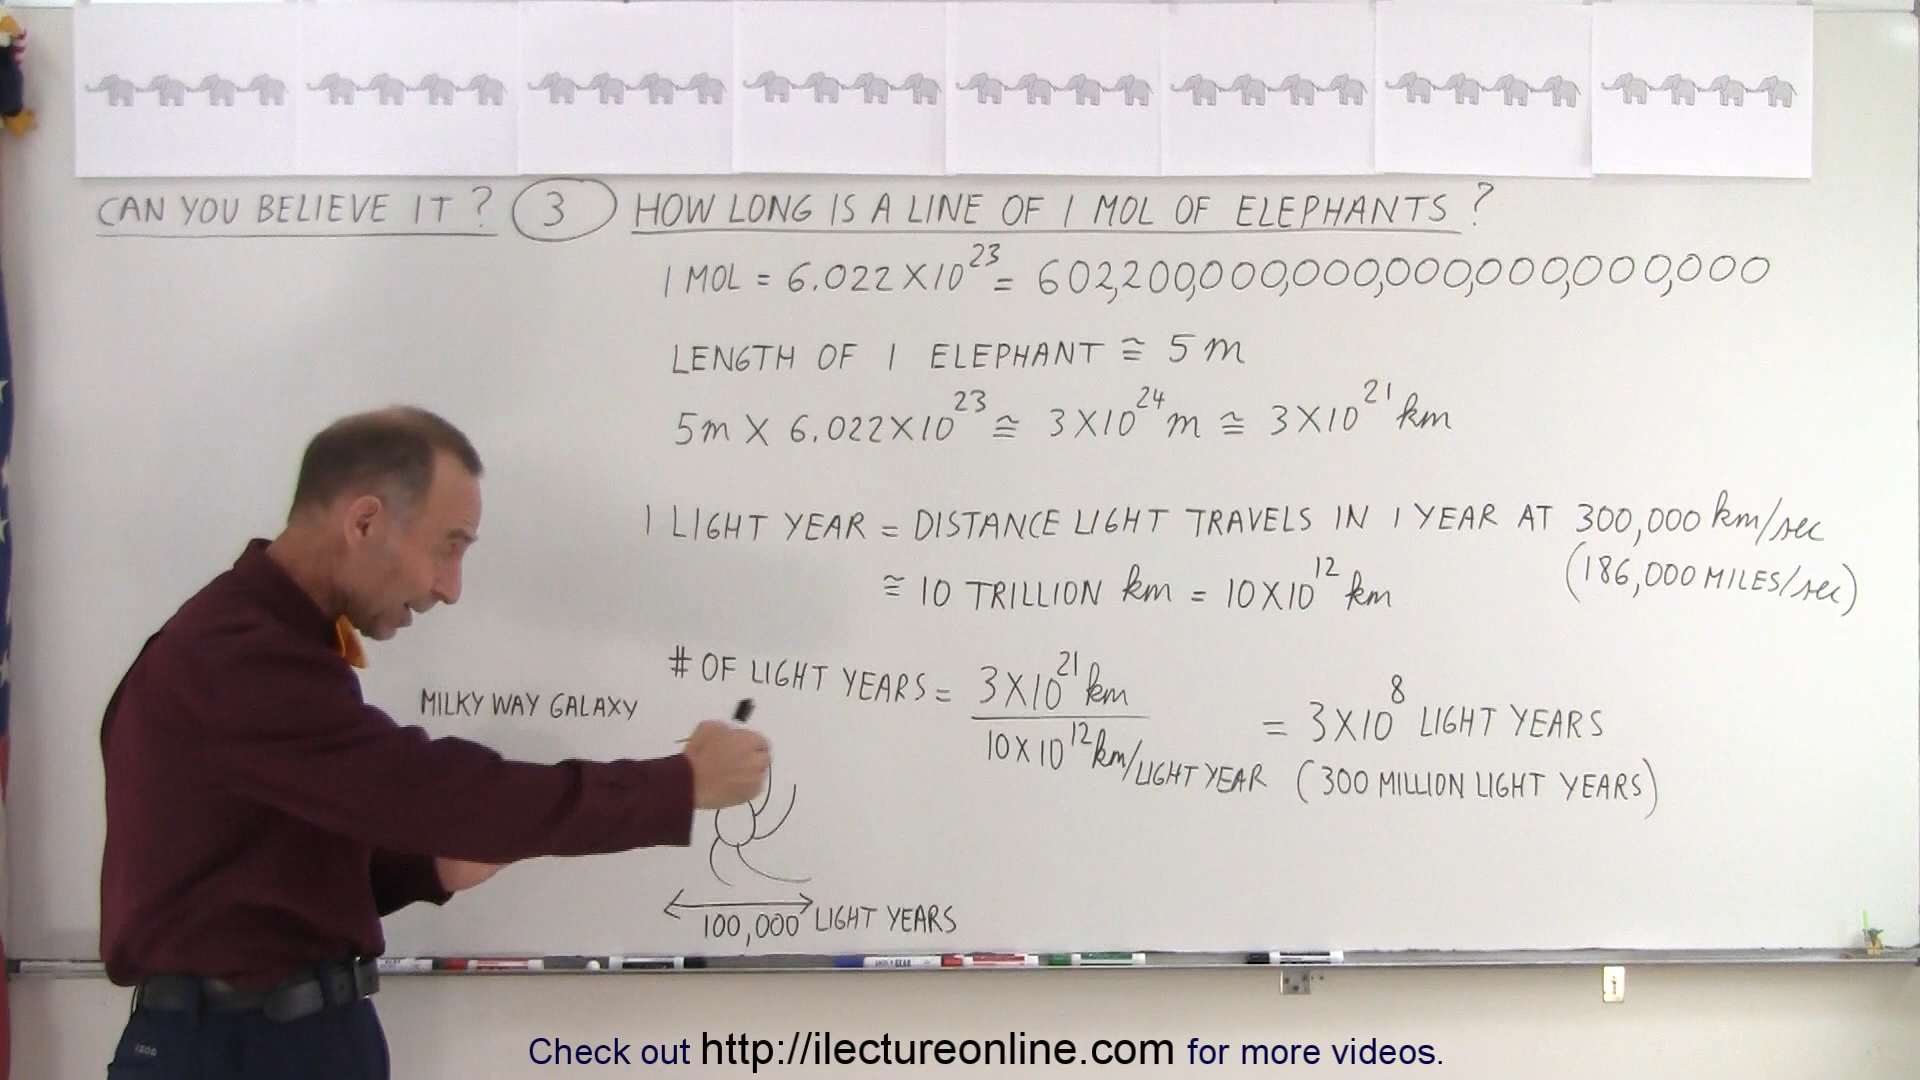 CAN YOU BELIEVE IT? 3 HOW LONG IS A LINE OF 1 MOL OF ELEPHANTS?
1 MOL = 6.022 X 10^23 = 602,200,000,000,000,000,000,000
LENGTH OF 1 ELEPHANT ≅ 5 m
5m X 6.022 X 10^23 ≅ 3 X 10^24 m ≅ 3 X 10^21 km
1 LIGHT YEAR = DISTANCE LIGHT TRAVELS IN 1 YEAR AT 300,000 km/sec
(186,000 MILES/sec)
≅ 10 TRILLION km = 10 X 10^12 km
# OF LIGHT YEARS = 3 X 10^21 km / 10 X 10^12 km/LIGHT YEAR = 3 X 10^8 LIGHT YEARS
(300 MILLION LIGHT YEARS)
MILKY WAY GALAXY
100,000 LIGHT YEARS
Check out http://ilectureonline.com for more videos.